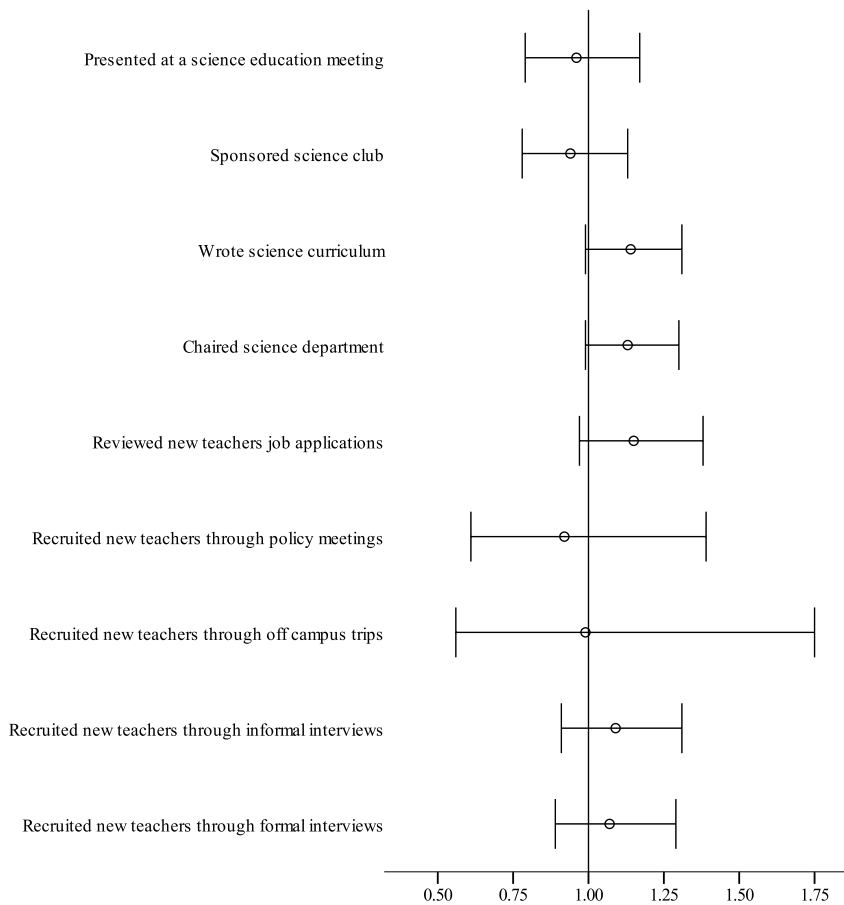 Presented at a science education meeting
Sponsored science club
Wrote science curriculum
Chaired science department
Reviewed new teachers job applications
Recruited new teachers through policy meetings
Recruited new teachers through off campus trips
Recruited new teachers through informal interviews
Recruited new teachers through formal interviews
0.50 0.75 1.00 1.25 1.50 1.75